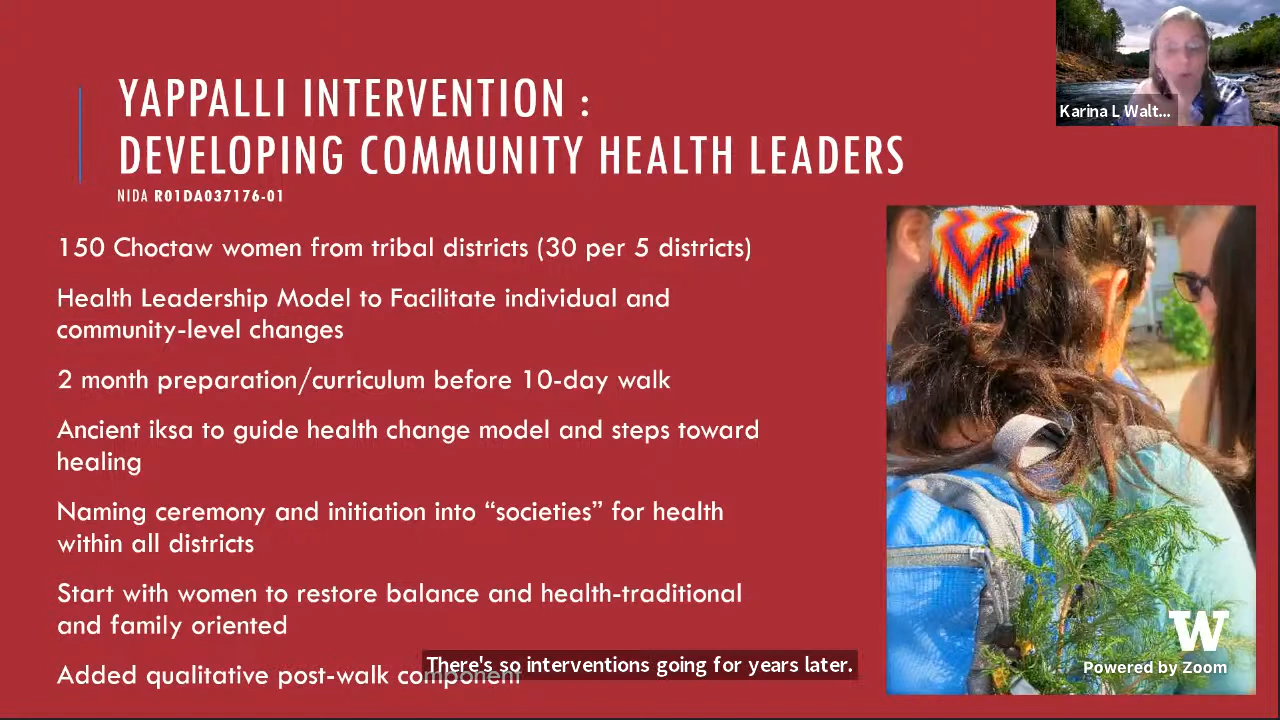 YAPPALLI INTERVENTION :
DEVELOPING COMMUNITY HEALTH LEADERS
NIDA R01DA037176-01
150 Choctaw women from tribal districts (30 per 5 districts)
Health Leadership Model to Facilitate individual and
community-level changes
2 month preparation/curriculum before 10-day walk
Ancient iksa to guide health change model and steps toward
healing
Naming ceremony and initiation into “societies” for health
within all districts
Start with women to restore balance and health-traditional
and family oriented
Added qualitative post-walk component
There's so interventions going for years later.
Karina L Walt...
W
Powered by Zoom